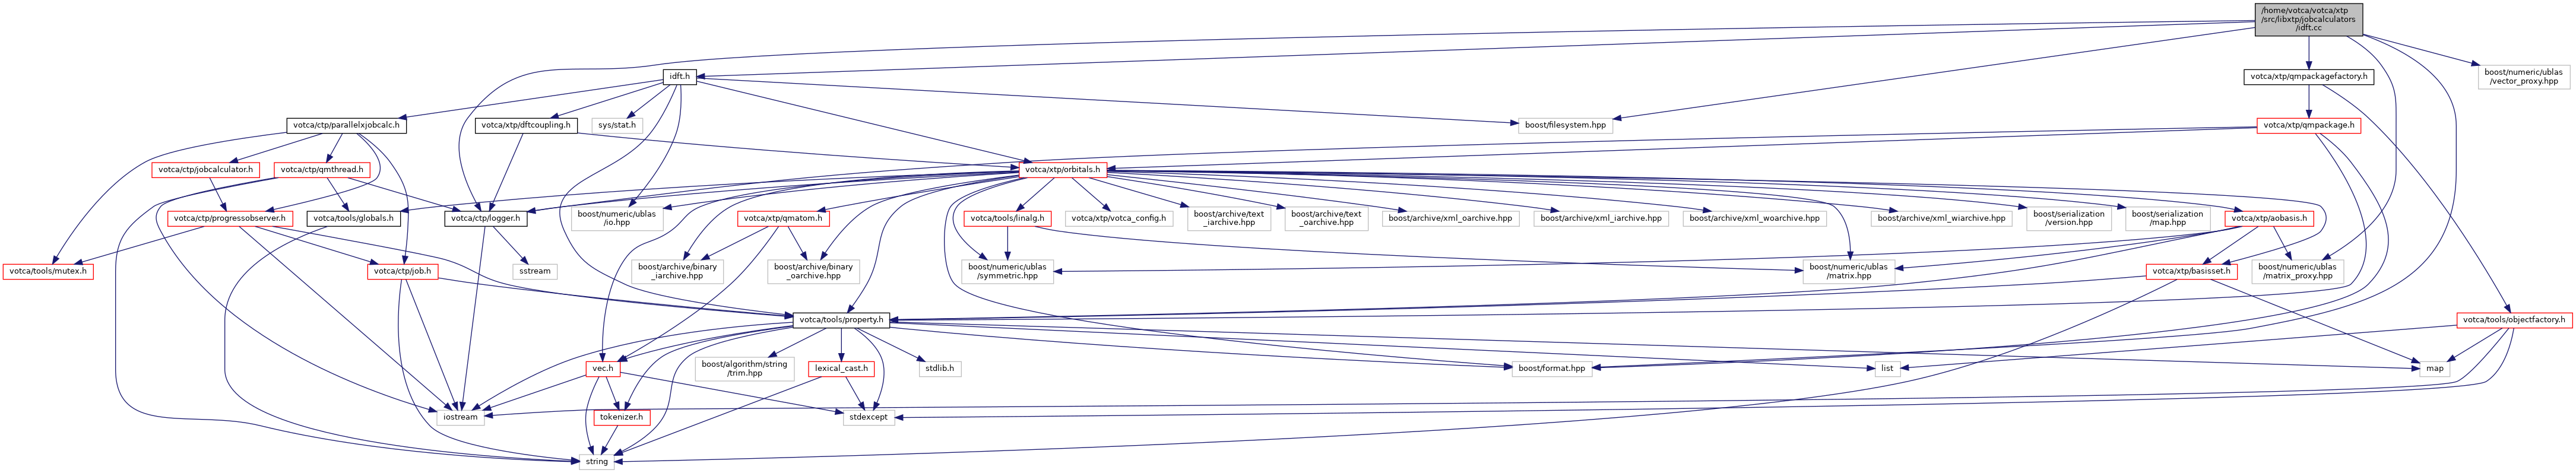 /home/votca/votca/xtp
/src/libxtp/jobcalculators
/idft.cc
idft.h
votca/xtp/qmpackagefactory.h
boost/numeric/ublas
/vector_proxy.hpp
votca/ctp/parallelxjobcalc.h
votca/xtp/dftcoupling.h
sys/stat.h
boost/filesystem.hpp
votca/xtp/qmpackage.h
votca/ctp/jobcalculator.h
votca/ctp/qmthread.h
votca/xtp/orbitals.h
votca/ctp/progressobserver.h
votca/tools/globals.h
votca/ctp/logger.h
boost/numeric/ublas
/io.hpp
votca/xtp/qmatom.h
votca/tools/linalg.h
votca/xtp/votca_config.h
boost/archive/text
_iarchive.hpp
boost/archive/text
_oarchive.hpp
boost/archive/xml_oarchive.hpp
boost/archive/xml_iarchive.hpp
boost/archive/xml_woarchive.hpp
boost/archive/xml_wiarchive.hpp
boost/serialization
/version.hpp
boost/serialization
/map.hpp
votca/xtp/aobasis.h
votca/tools/mutex.h
votca/ctp/job.h
sstream
boost/archive/binary
_iarchive.hpp
boost/archive/binary
_oarchive.hpp
boost/numeric/ublas
/symmetric.hpp
boost/numeric/ublas
/matrix.hpp
votca/xtp/basisset.h
boost/numeric/ublas
/matrix_proxy.hpp
votca/tools/property.h
votca/tools/objectfactory.h
vec.h
boost/algorithm/string
/trim.hpp
lexical_cast.h
stdlib.h
boost/format.hpp
list
map
iostream
tokenizer.h
stdexcept
string